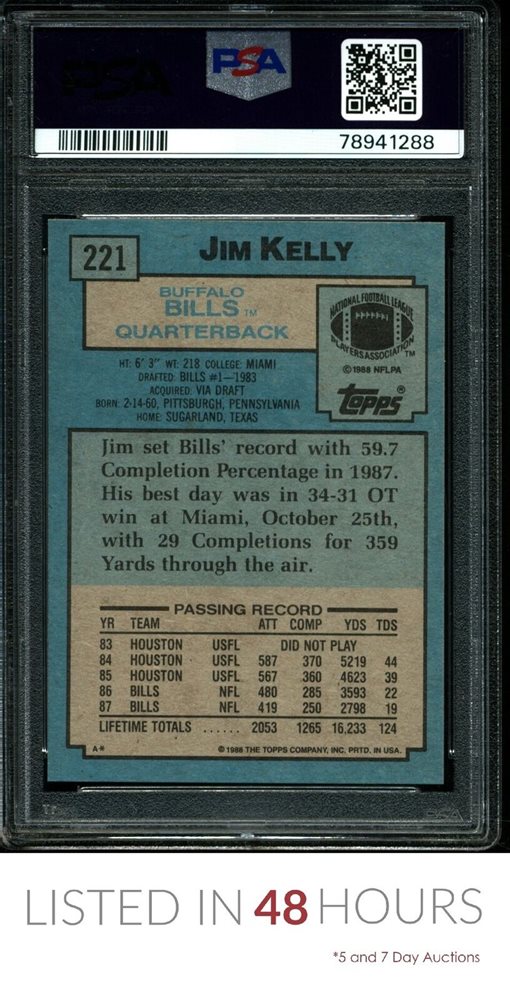 PSA
PSA
78941288
221
JIM KELLY
BUFFALO
BILLS TM
QUARTERBACK
NATIONAL FOOTBALL LEAGUE
PLAYERS ASSOCIATION TM
© 1988 NFLPA
TOPPS ®
HT: 6' 3" WT: 218 COLLEGE: MIAMI
DRAFTED: BILLS #1—1983
ACQUIRED: VIA DRAFT
BORN: 2-14-60, PITTSBURGH, PENNSYLVANIA
HOME: SUGARLAND, TEXAS
Jim set Bills' record with 59.7
Completion Percentage in 1987.
His best day was in 34-31 OT
win at Miami, October 25th,
with 29 Completions for 359
Yards through the air.
PASSING RECORD
YR TEAM ATT COMP YDS TDS
83 HOUSTON USFL DID NOT PLAY
84 HOUSTON USFL 587 370 5219 44
85 HOUSTON USFL 567 360 4623 39
86 BILLS NFL 480 285 3593 22
87 BILLS NFL 419 250 2798 19
LIFETIME TOTALS ...... 2053 1265 16,233 124
A* © 1988 THE TOPPS COMPANY, INC. PRTD. IN USA.
PSA
LISTED IN 48 HOURS
*5 and 7 Day Auctions